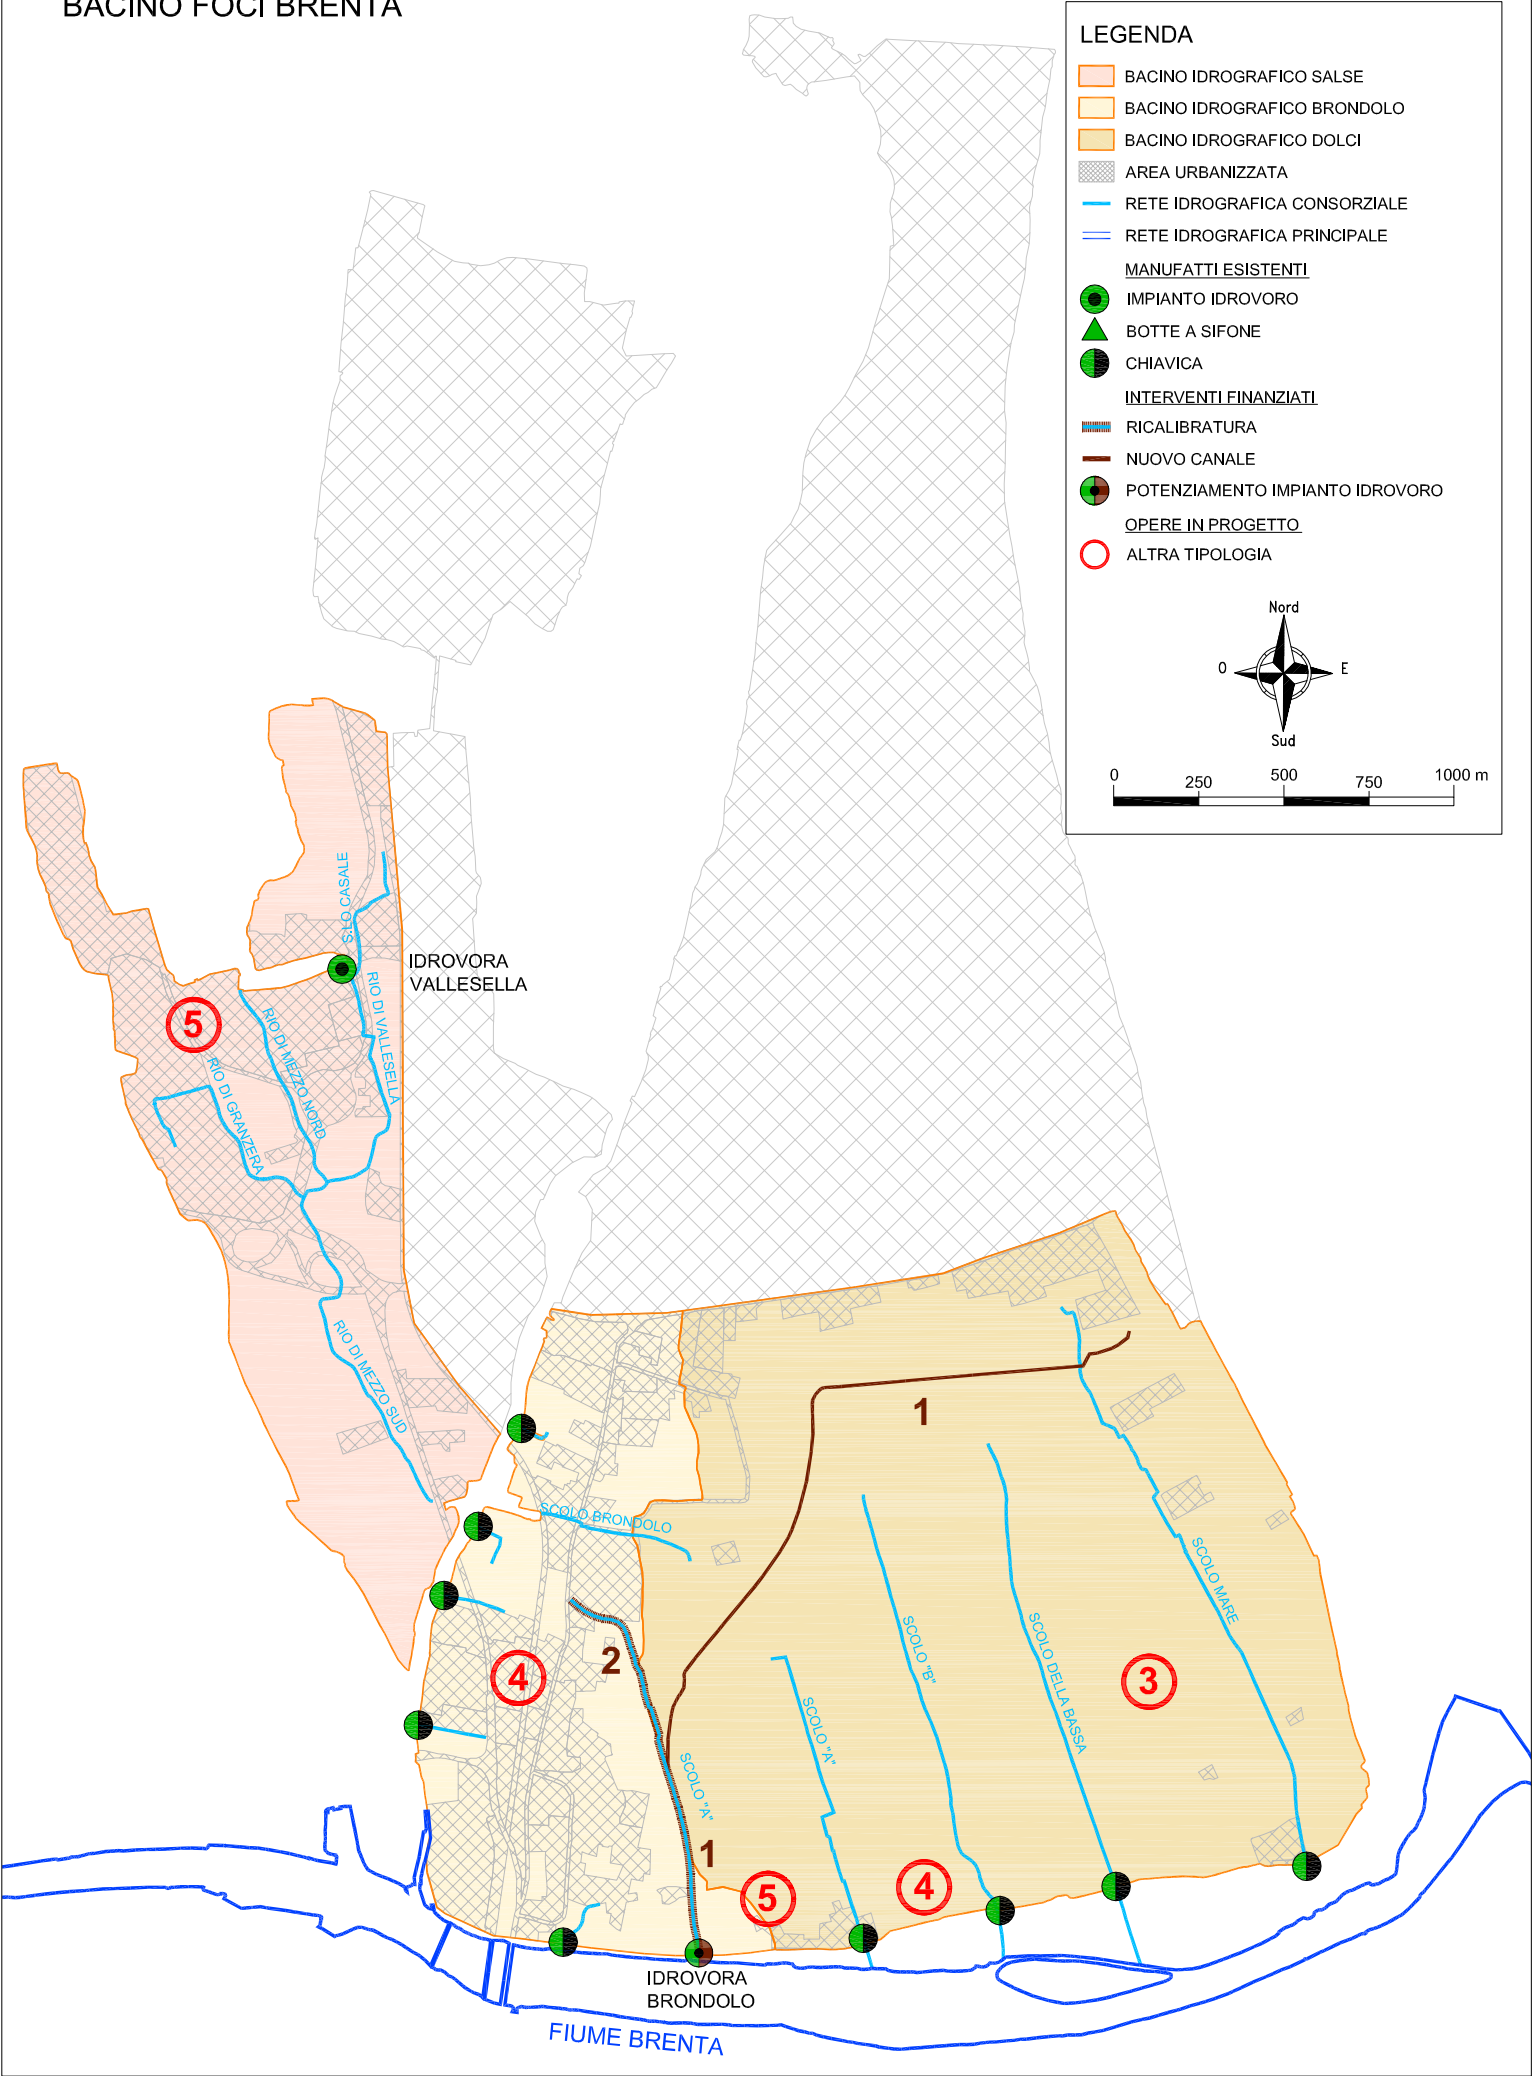 BACINO FOCI BRENTA
LEGENDA
BACINO IDROGRAFICO SALSE
BACINO IDROGRAFICO BRONDOLO
BACINO IDROGRAFICO DOLCI
AREA URBANIZZATA
RETE IDROGRAFICA CONSORZIALE
RETE IDROGRAFICA PRINCIPALE
MANUFATTI ESISTENTI
IMPIANTO IDROVORO
BOTTE A SIFONE
CHIAVICA
INTERVENTI FINANZIATI
RICALIBRATURA
NUOVO CANALE
POTENZIAMENTO IMPIANTO IDROVORO
OPERE IN PROGETTO
ALTRA TIPOLOGIA
Nord
O E
Sud
0 250 500 750 1000 m
S.LO CASALE
IDROVORA
VALLESELLA
RIO DI VALLESELLA
5
RIO DI MEZZO NORD
RIO DI GRANZERA
RIO DI MEZZO SUD
1
SCOLO BRONDOLO
SCOLO MARE
2
4
SCOLO "B"
SCOLO DELLA BASSA
3
SCOLO "A"
SCOLO "A"
1
5
4
IDROVORA
BRONDOLO
FIUME BRENTA